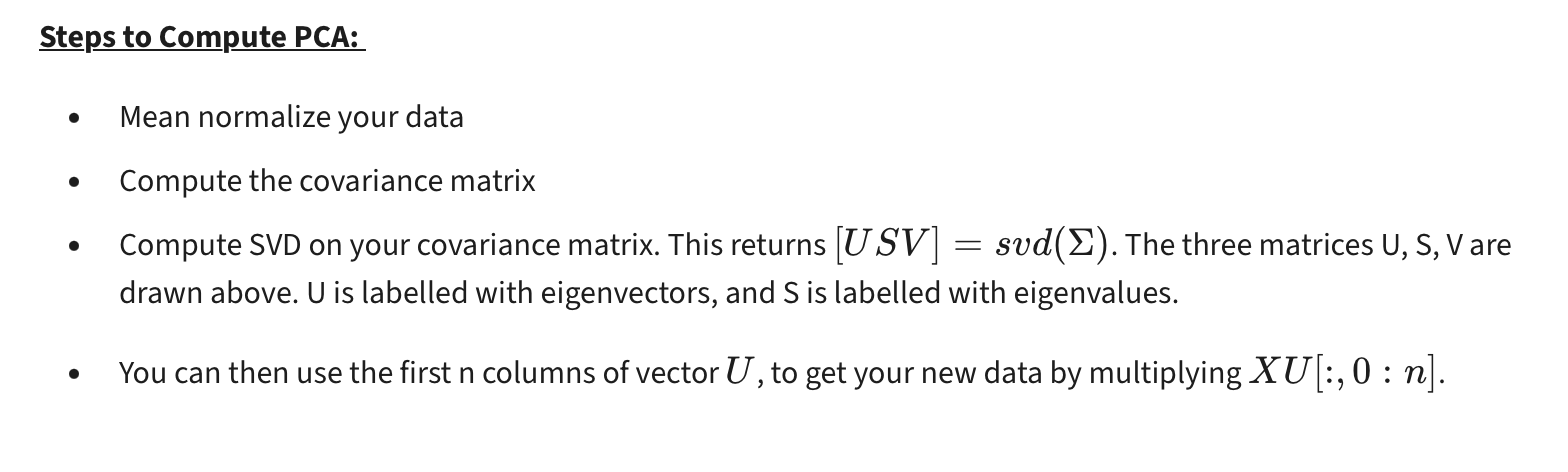 Steps to Compute PCA:
• Mean normalize your data
• Compute the covariance matrix
• Compute SVD on your covariance matrix. This returns [USV] = svd(Σ). The three matrices U, S, V are
drawn above. U is labelled with eigenvectors, and S is labelled with eigenvalues.
• You can then use the first n columns of vector U, to get your new data by multiplying XU[:, 0 : n].